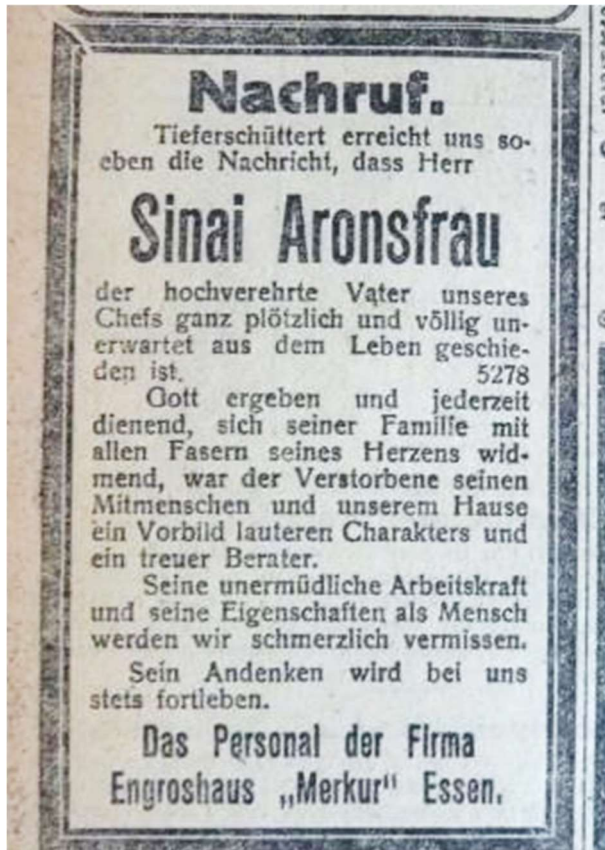 Nachruf.
Tieferschüttert erreicht uns so-
eben die Nachricht, dass Herr
Sinai Aronsfrau
der hochverehrte Vater unseres
Chefs ganz plötzlich und völlig un-
erwartet aus dem Leben geschie-
den ist. 5278
Gott ergeben und jederzeit
dienend, sich seiner Familie mit
allen Fasern seines Herzens wid-
mend, war der Verstorbene seinen
Mitmenschen und unserem Hause
ein Vorbild lauteren Charakters und
ein treuer Berater.
Seine unermüdliche Arbeitskraft
und seine Eigenschaften als Mensch
werden wir schmerzlich vermissen.
Sein Andenken wird bei uns
stets fortleben.
Das Personal der Firma
Engroshaus „Merkur" Essen.